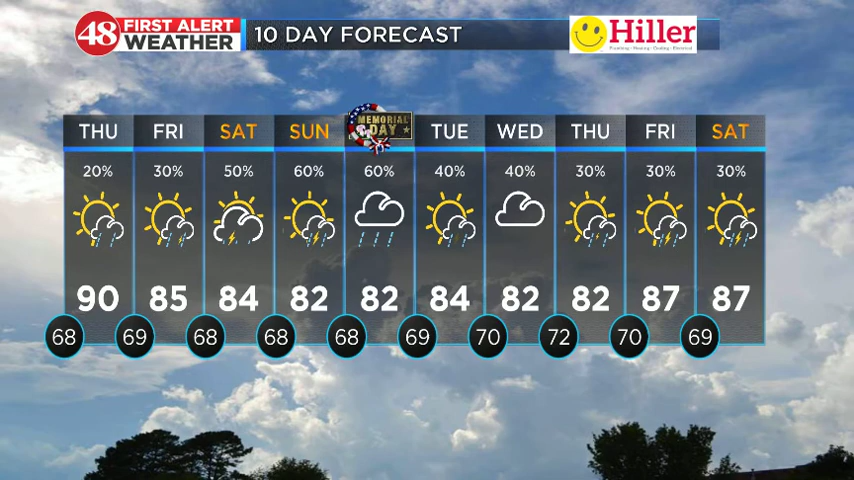 48 FIRST ALERT WEATHER
10 DAY FORECAST
Hiller
Plumbing • Heating • Cooling • Electrical
THU FRI SAT SUN MEMORIAL DAY TUE WED THU FRI SAT
20% 30% 50% 60% 60% 40% 40% 30% 30% 30%
90 85 84 82 82 84 82 82 87 87
68 69 68 68 68 69 70 72 70 69